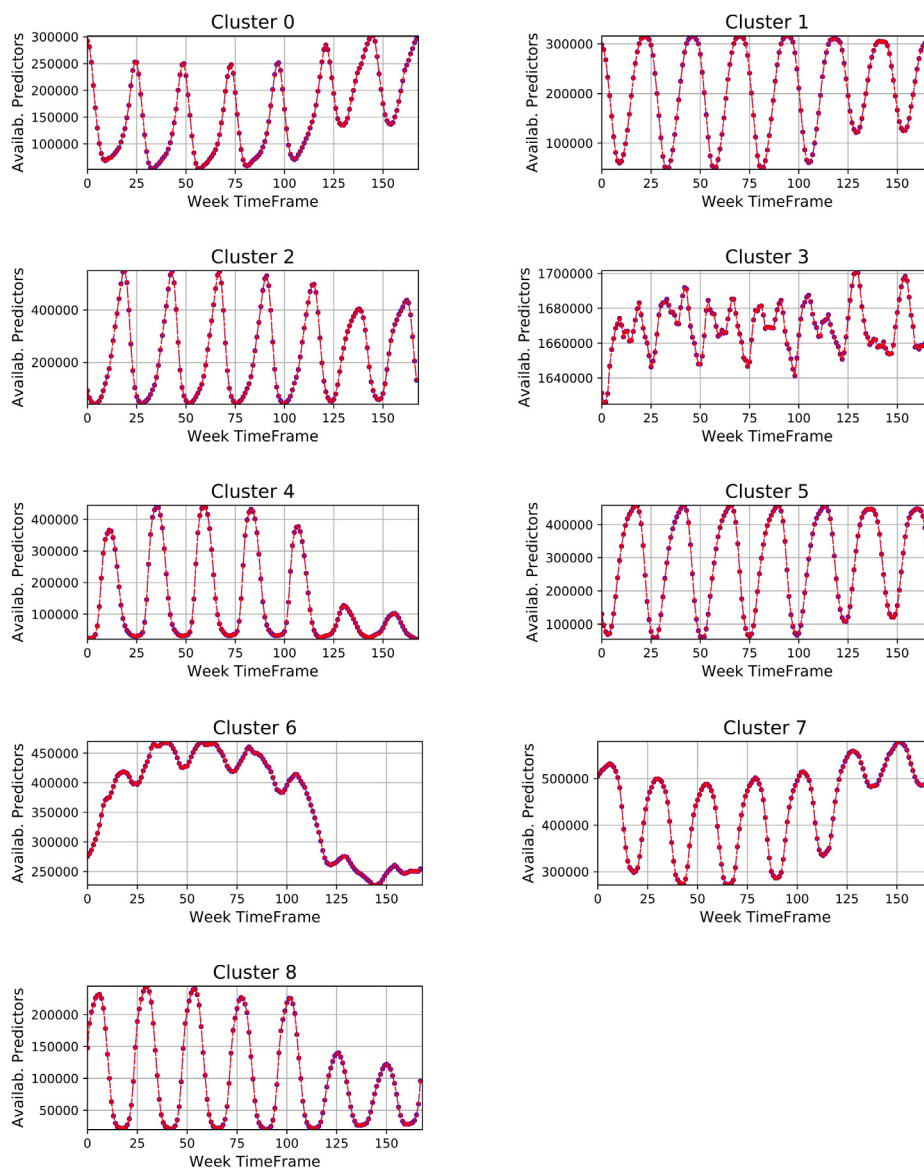 Cluster 0
Availab. Predictors
300000
250000
200000
150000
100000
0 25 50 75 100 125 150
Week TimeFrame
Cluster 1
Availab. Predictors
300000
200000
100000
0 25 50 75 100 125 150
Week TimeFrame
Cluster 2
Availab. Predictors
400000
200000
0 25 50 75 100 125 150
Week TimeFrame
Cluster 3
Availab. Predictors
1700000
1680000
1660000
1640000
0 25 50 75 100 125 150
Week TimeFrame
Cluster 4
Availab. Predictors
400000
300000
200000
100000
0 25 50 75 100 125 150
Week TimeFrame
Cluster 5
Availab. Predictors
400000
300000
200000
100000
0 25 50 75 100 125 150
Week TimeFrame
Cluster 6
Availab. Predictors
450000
400000
350000
300000
250000
0 25 50 75 100 125 150
Week TimeFrame
Cluster 7
Availab. Predictors
500000
400000
300000
0 25 50 75 100 125 150
Week TimeFrame
Cluster 8
Availab. Predictors
200000
150000
100000
50000
0 25 50 75 100 125 150
Week TimeFrame